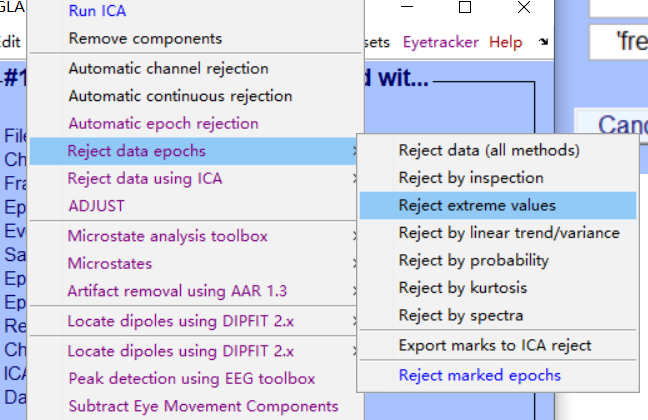 GLA
Run ICA
Remove components
Edit
sets Eyetracker Help
'fre
#1
d wit...
Automatic channel rejection
Automatic continuous rejection
Automatic epoch rejection
Reject data epochs
Reject data using ICA
ADJUST
Microstate analysis toolbox
Microstates
Artifact removal using AAR 1.3
Locate dipoles using DIPFIT 2.x
Locate dipoles using DIPFIT 2.x
Peak detection using EEG toolbox
Subtract Eye Movement Components
File
Ch
Fra
Ep
Eve
Sa
Ep
Ep
Re
Ch
ICA
Da
Canc
Reject data (all methods)
Reject by inspection
Reject extreme values
Reject by linear trend/variance
Reject by probability
Reject by kurtosis
Reject by spectra
Export marks to ICA reject
Reject marked epochs